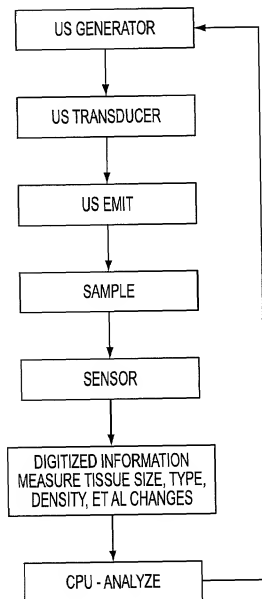 US GENERATOR
US TRANSDUCER
US EMIT
SAMPLE
SENSOR
DIGITIZED INFORMATION
MEASURE TISSUE SIZE, TYPE,
DENSITY, ET AL CHANGES
CPU - ANALYZE